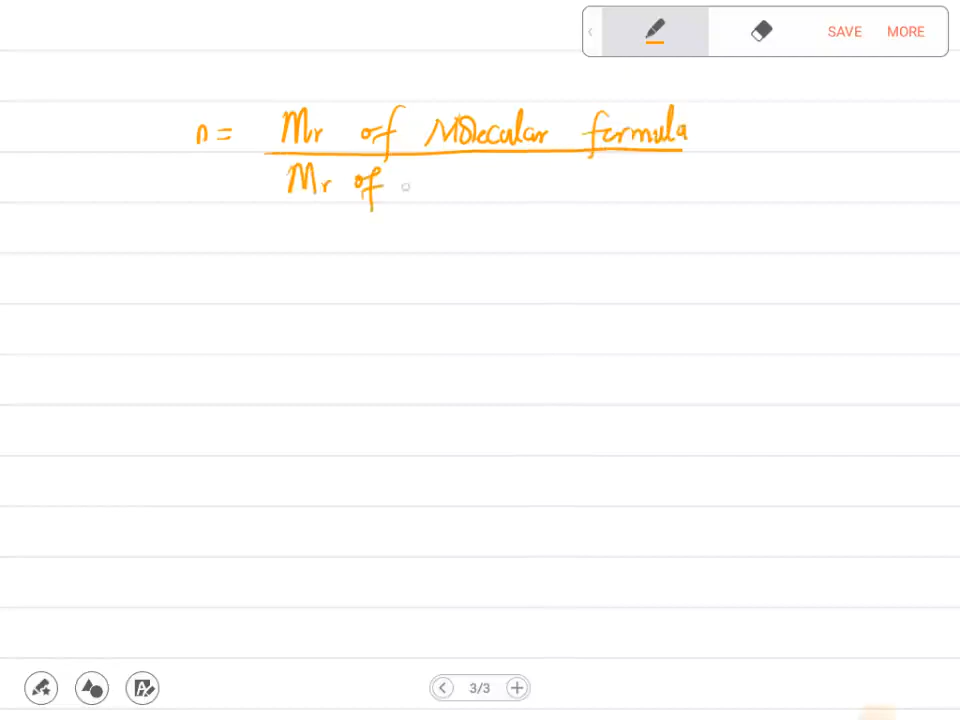 SAVE MORE
n = Mr of Molecular formula
Mr of
3/3